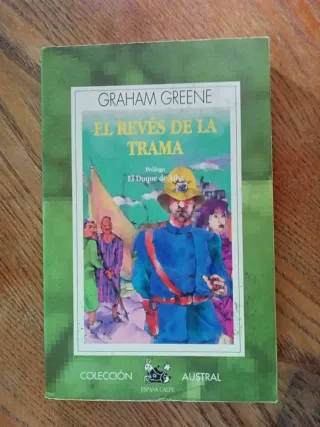 GRAHAM GREENE
EL REVÉS DE LA
TRAMA
Prólogo
El Duque de Alba
COLECCIÓN AUSTRAL
ESPASA CALPE